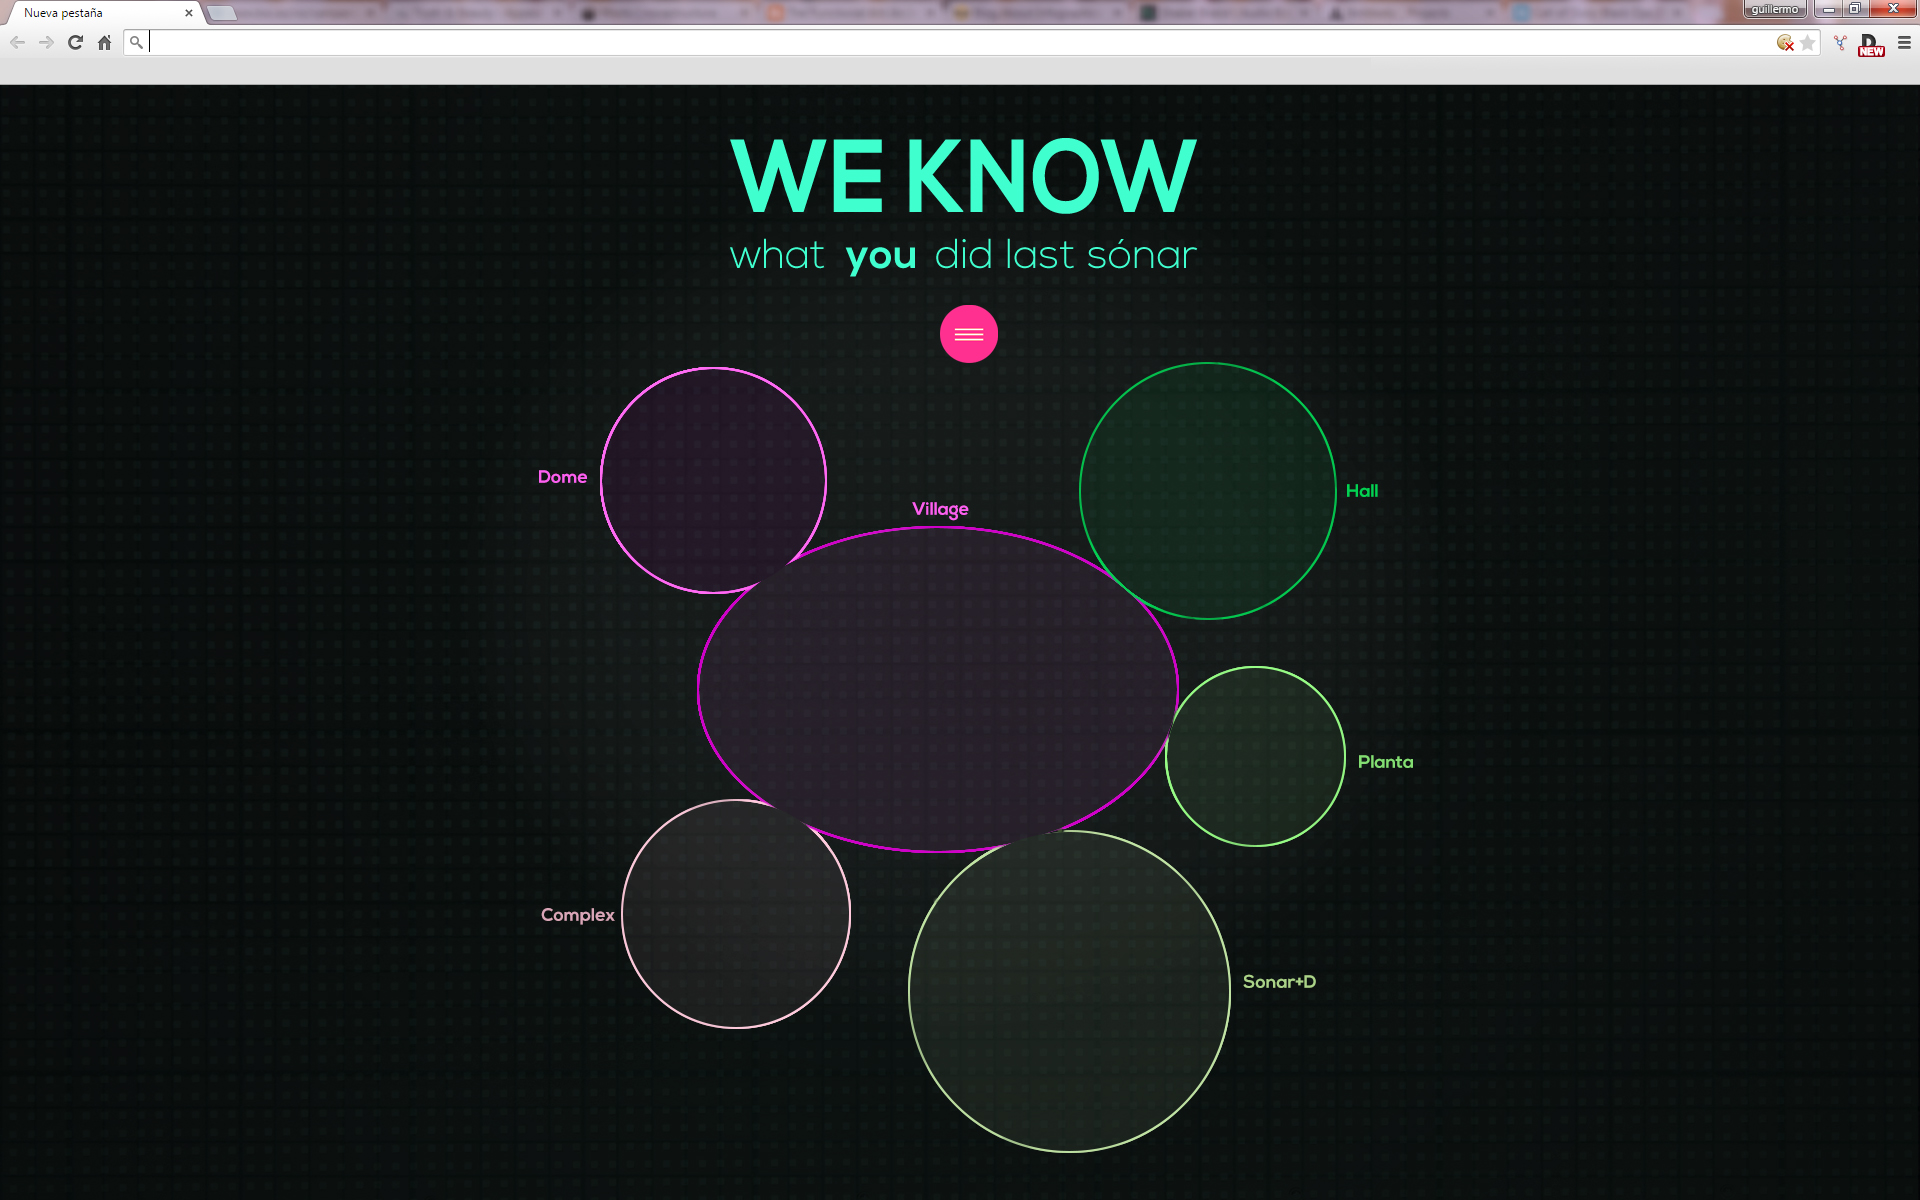 Nueva pestaña
guillermo
NEW
WE KNOW
what you did last sónar
Dome
Village
Hall
Planta
Complex
Sonar+D